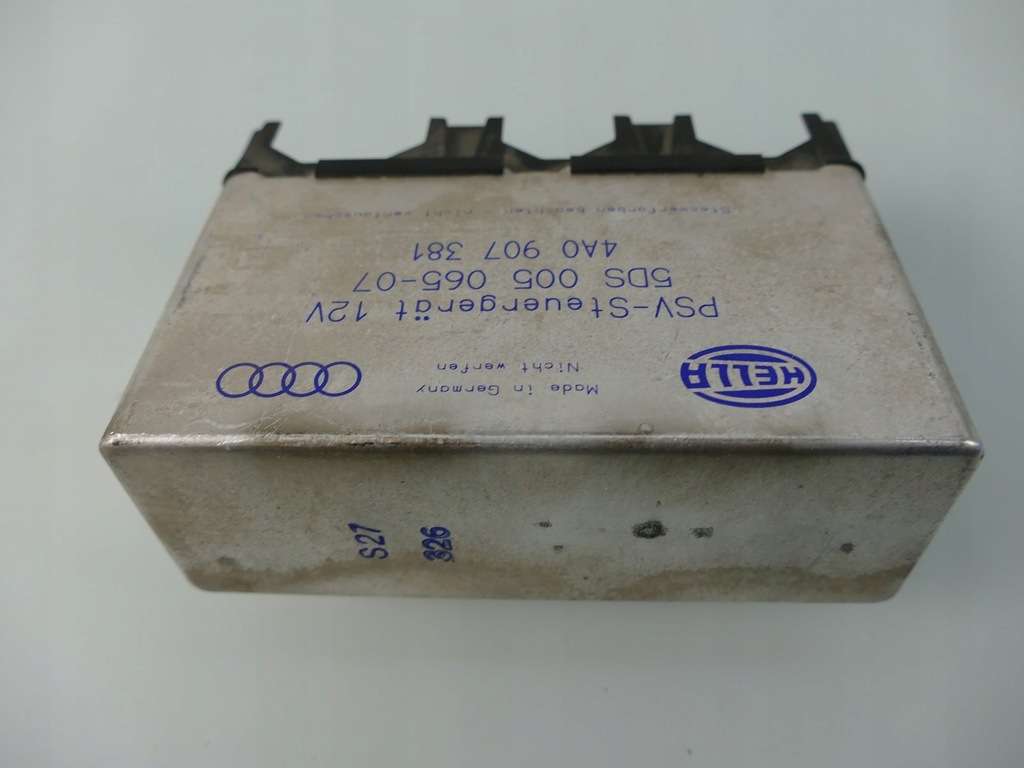 HELLA
Made in Germany
Nicht werfen
PSV-Steuergerät 12V
5DS 005 065-07
4A0 907 381
Steckerfarben beachten - nicht vertauschen
S27
326